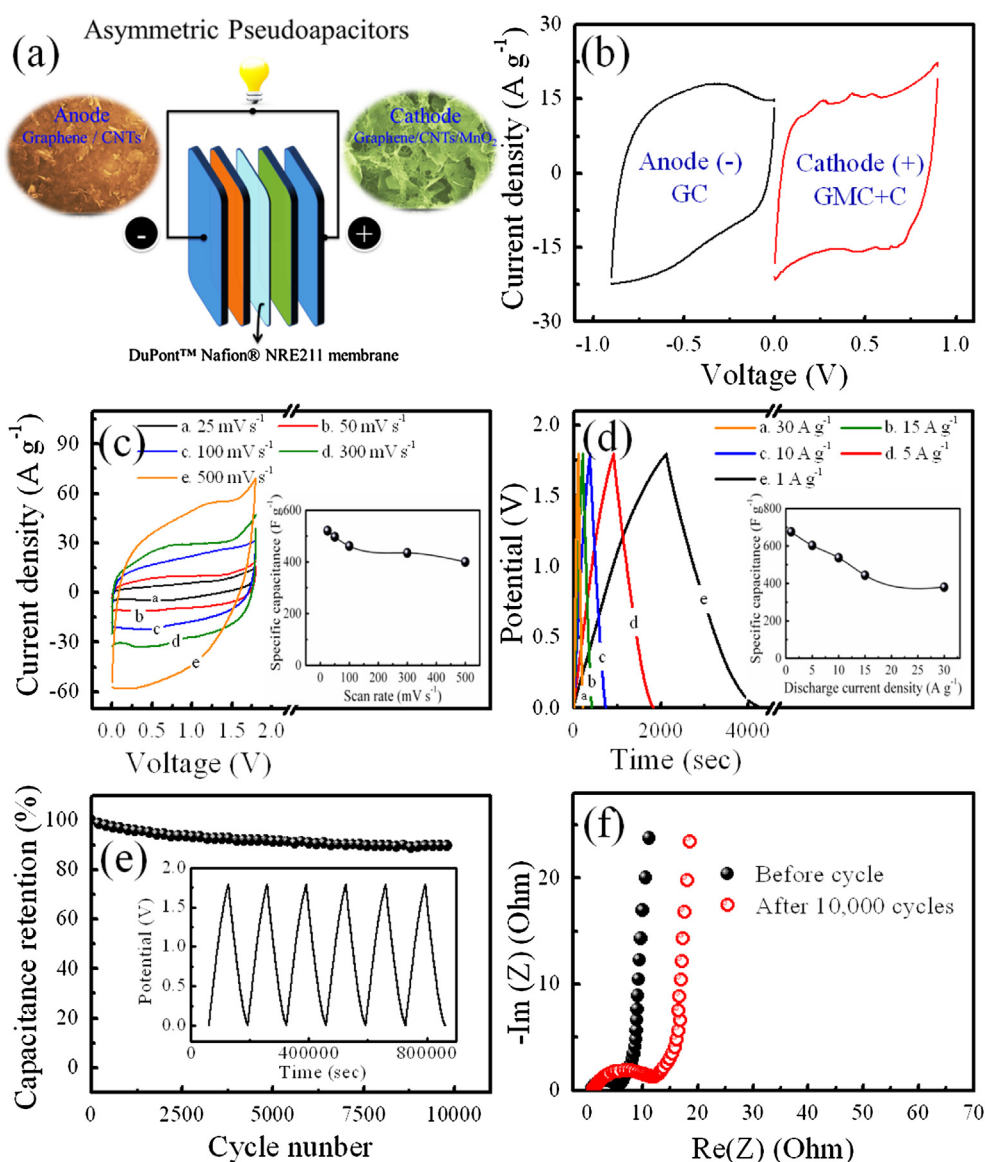 (a)
Asymmetric Pseudoapacitors
Anode
Graphene / CNTs
Cathode
Graphene/CNTs/MnO2
-
+
DuPont™ Nafion® NRE211 membrane
(b)
Current density (A g-1)
30
15
0
-15
-30
Anode (-)
GC
Cathode (+)
GMC+C
-1.0 -0.5 0.0 0.5 1.0
Voltage (V)
(c)
Current density (A g-1)
90
60
30
0
-30
-60
a. 25 mV s-1 b. 50 mV s-1
c. 100 mV s-1 d. 300 mV s-1
e. 500 mV s-1
a
b
c
d
e
0.0 0.5 1.0 1.5 2.0
Voltage (V)
Specific capacitance (F g-1)
600
400
200
0
0 100 200 300 400 500
Scan rate (mV s-1)
(d)
Potential (V)
2.0
1.5
1.0
0.5
0.0
a. 30 A g-1 b. 15 A g-1
c. 10 A g-1 d. 5 A g-1
e. 1 A g-1
e
d
c
b
a
0 2000 4000
Time (sec)
Specific capacitance (F g-1)
800
600
400
200
0
0 5 10 15 20 25 30
Discharge current density (A g-1)
(e)
Capacitance retention (%)
100
80
60
40
20
0
0 2500 5000 7500 10000
Cycle nunber
Potential (V)
2.0
1.5
1.0
0.5
0.0
400000 800000
Time (sec)
(f)
-Im (Z) (Ohm)
20
10
0
Before cycle
After 10,000 cycles
0 10 20 30 40 50 60 70
Re(Z) (Ohm)